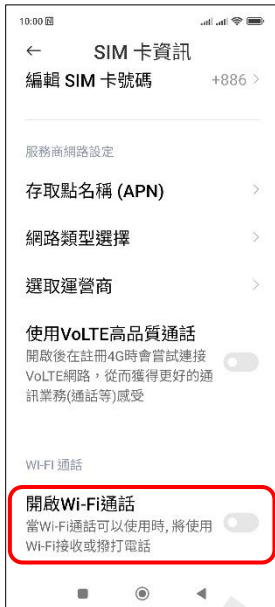 10:00
SIM 卡資訊
編輯 SIM 卡號碼 +886
服務商網路設定
存取點名稱 (APN)
網路類型選擇
選取運營商
使用VoLTE高品質通話
開啟後在註冊4G時會嘗試連接
VoLTE網路，從而獲得更好的通
訊業務(通話等)感受
WI-FI 通話
開啟Wi-Fi通話
當Wi-Fi通話可以使用時, 將使用
Wi-Fi接收或撥打電話